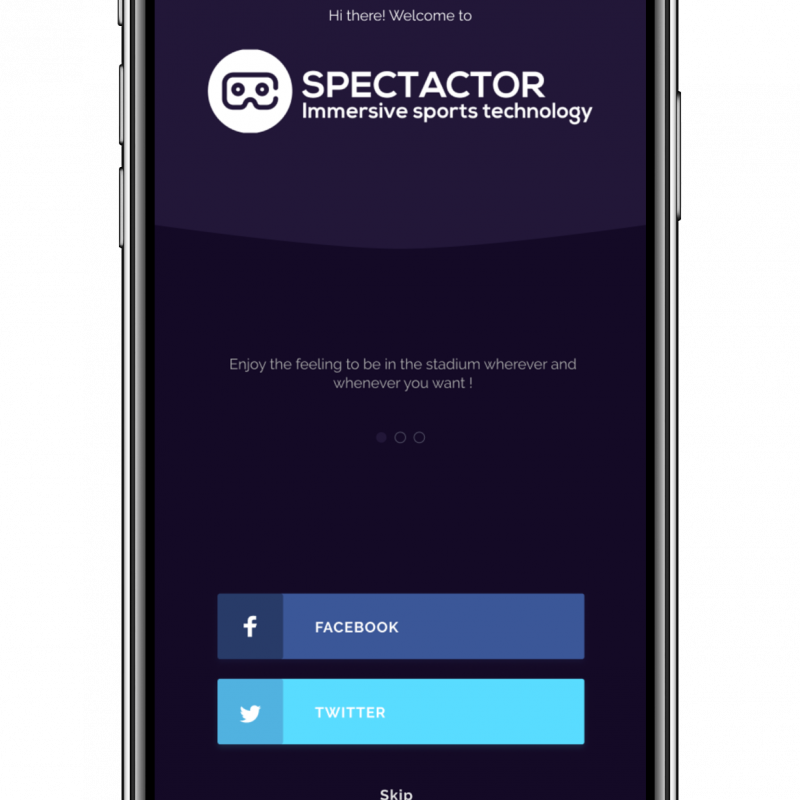 Hi there! Welcome to
SPECTACTOR
Immersive sports technology
Enjoy the feeling to be in the stadium wherever and
whenever you want !
FACEBOOK
TWITTER
Skip